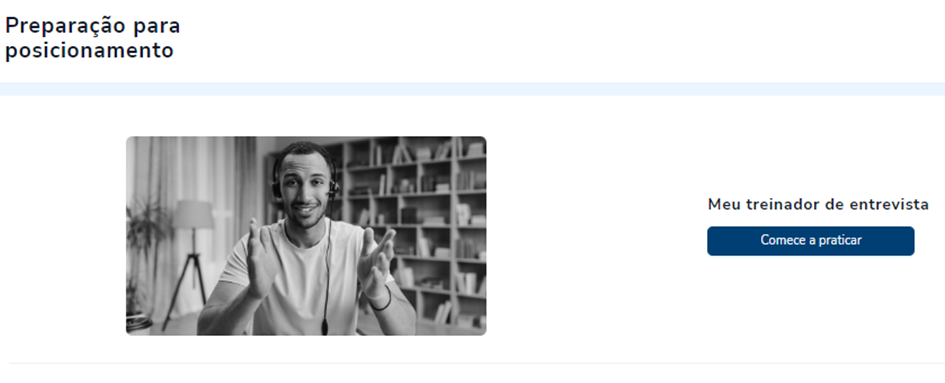 Preparação para
posicionamento
Meu treinador de entrevista
Comece a praticar